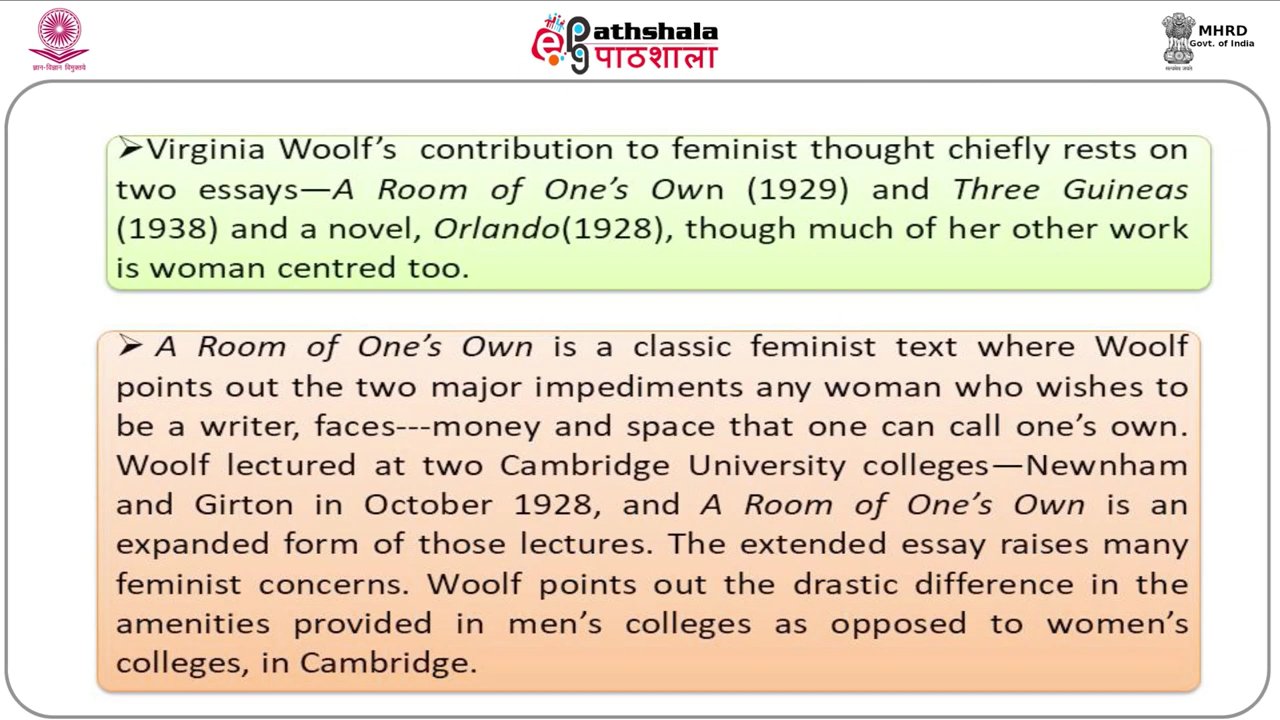 ज्ञान-विज्ञान विमुक्तये
epgpathshala
पाठशाला
MHRD
Govt. of India
सत्यमेव जयते
➢Virginia Woolf’s contribution to feminist thought chiefly rests on
two essays—A Room of One’s Own (1929) and Three Guineas
(1938) and a novel, Orlando(1928), though much of her other work
is woman centred too.
➢ A Room of One’s Own is a classic feminist text where Woolf
points out the two major impediments any woman who wishes to
be a writer, faces---money and space that one can call one’s own.
Woolf lectured at two Cambridge University colleges—Newnham
and Girton in October 1928, and A Room of One’s Own is an
expanded form of those lectures. The extended essay raises many
feminist concerns. Woolf points out the drastic difference in the
amenities provided in men’s colleges as opposed to women’s
colleges, in Cambridge.